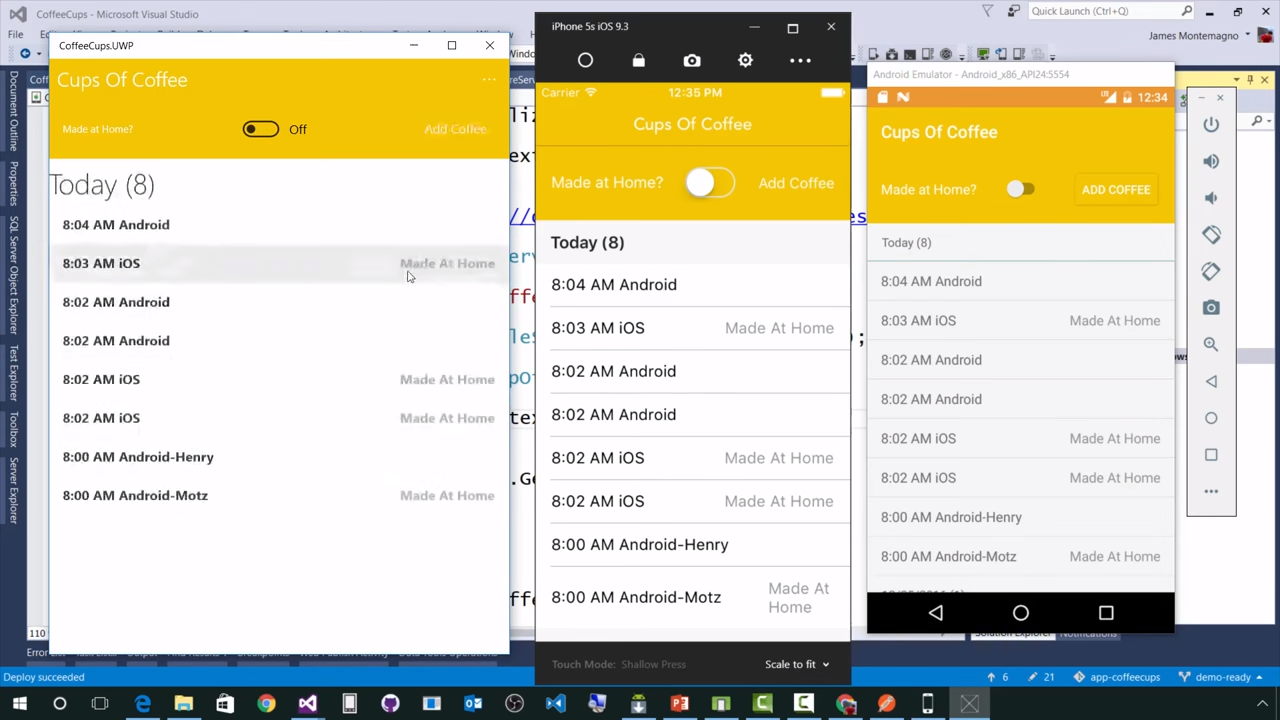 CoffeeCups - Microsoft Visual Studio
Quick Launch (Ctrl+Q)
James Montemagno
Document Outline
Properties
SQL Server Object Explorer
Test Explorer
Toolbox
Server Explorer
CoffeeCups.UWP
Cups Of Coffee
Made at Home?
Off
Add Coffee
Today (8)
8:04 AM Android
8:03 AM iOS Made At Home
8:02 AM Android
8:02 AM Android
8:02 AM iOS Made At Home
8:02 AM iOS Made At Home
8:00 AM Android-Henry
8:00 AM Android-Motz Made At Home
iPhone 5s iOS 9.3
Carrier 12:35 PM
Cups Of Coffee
Made at Home? Add Coffee
Today (8)
8:04 AM Android
8:03 AM iOS Made At Home
8:02 AM Android
8:02 AM Android
8:02 AM iOS Made At Home
8:02 AM iOS Made At Home
8:00 AM Android-Henry
8:00 AM Android-Motz Made At
Home
Touch Mode: Shallow Press Scale to fit
Android Emulator - Android_x86_API24:5554
12:34
Cups Of Coffee
Made at Home? ADD COFFEE
Today (8)
8:04 AM Android
8:03 AM iOS Made At Home
8:02 AM Android
8:02 AM Android
8:02 AM iOS Made At Home
8:02 AM iOS Made At Home
8:00 AM Android-Henry
8:00 AM Android-Motz Made At Home
110
Solution Explorer Notifications
Deploy succeeded
6 21 app-coffeecups demo-ready